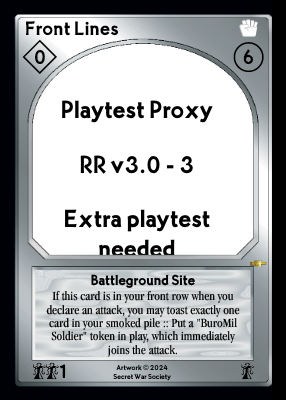 Front Lines
0
6
Playtest Proxy
RR v3.0 - 3
Extra playtest
needed
Battleground Site
If this card is in your front row when you
declare an attack, you may toast exactly one
card in your smoked pile :: Put a "BuroMil
Soldier" token in play, which immediately
joins the attack.
1
Artwork © 2024
Secret War Society